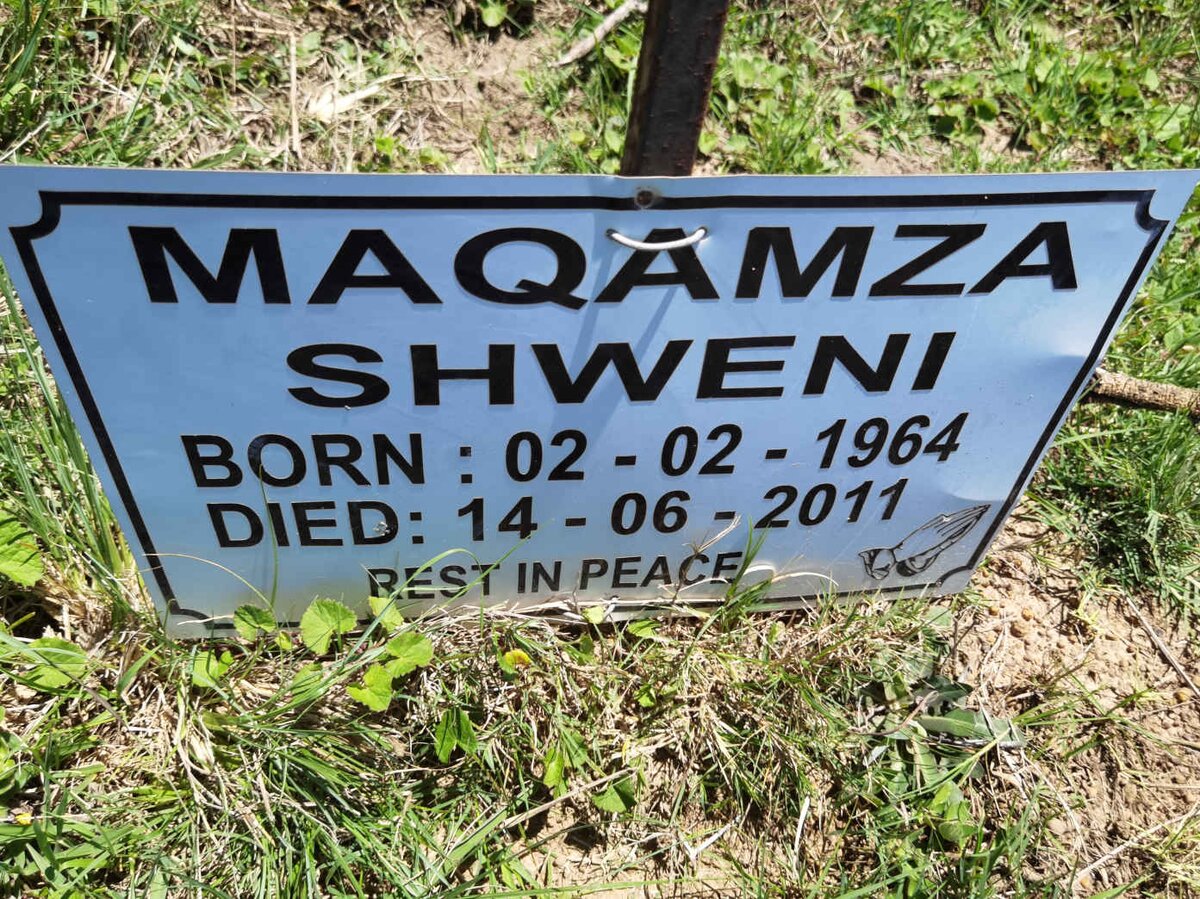 MAQAMZA
SHWENI
BORN : 02 - 02 - 1964
DIED: 14 - 06 - 2011
REST IN PEACE